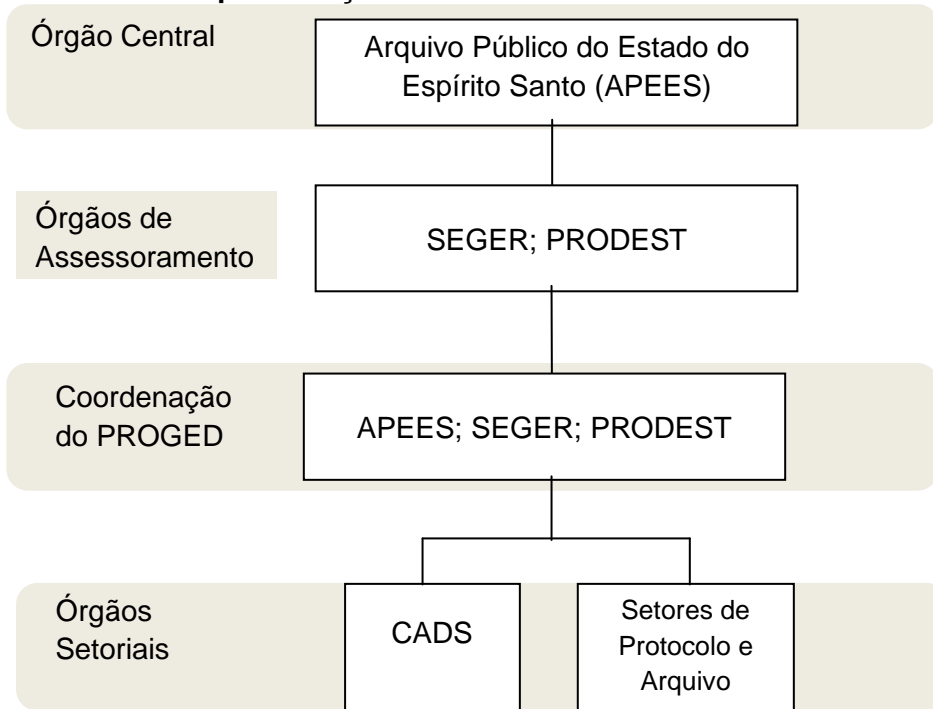 Órgão Central
Arquivo Público do Estado do
Espírito Santo (APEES)
Órgãos de
Assessoramento
SEGER; PRODEST
Coordenação
do PROGED
APEES; SEGER; PRODEST
Órgãos
Setoriais
CADS
Setores de
Protocolo e
Arquivo